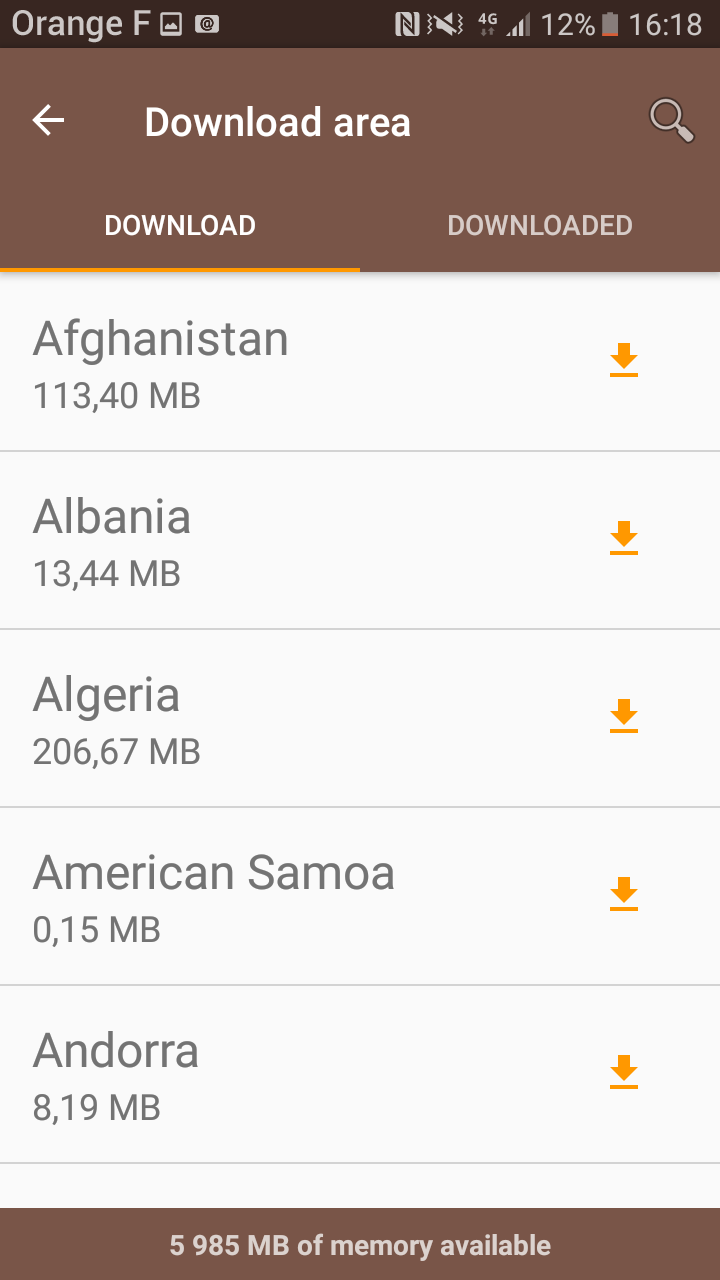 Orange F 4G 12% 16:18
Download area
DOWNLOAD DOWNLOADED
Afghanistan
113,40 MB
Albania
13,44 MB
Algeria
206,67 MB
American Samoa
0,15 MB
Andorra
8,19 MB
5 985 MB of memory available